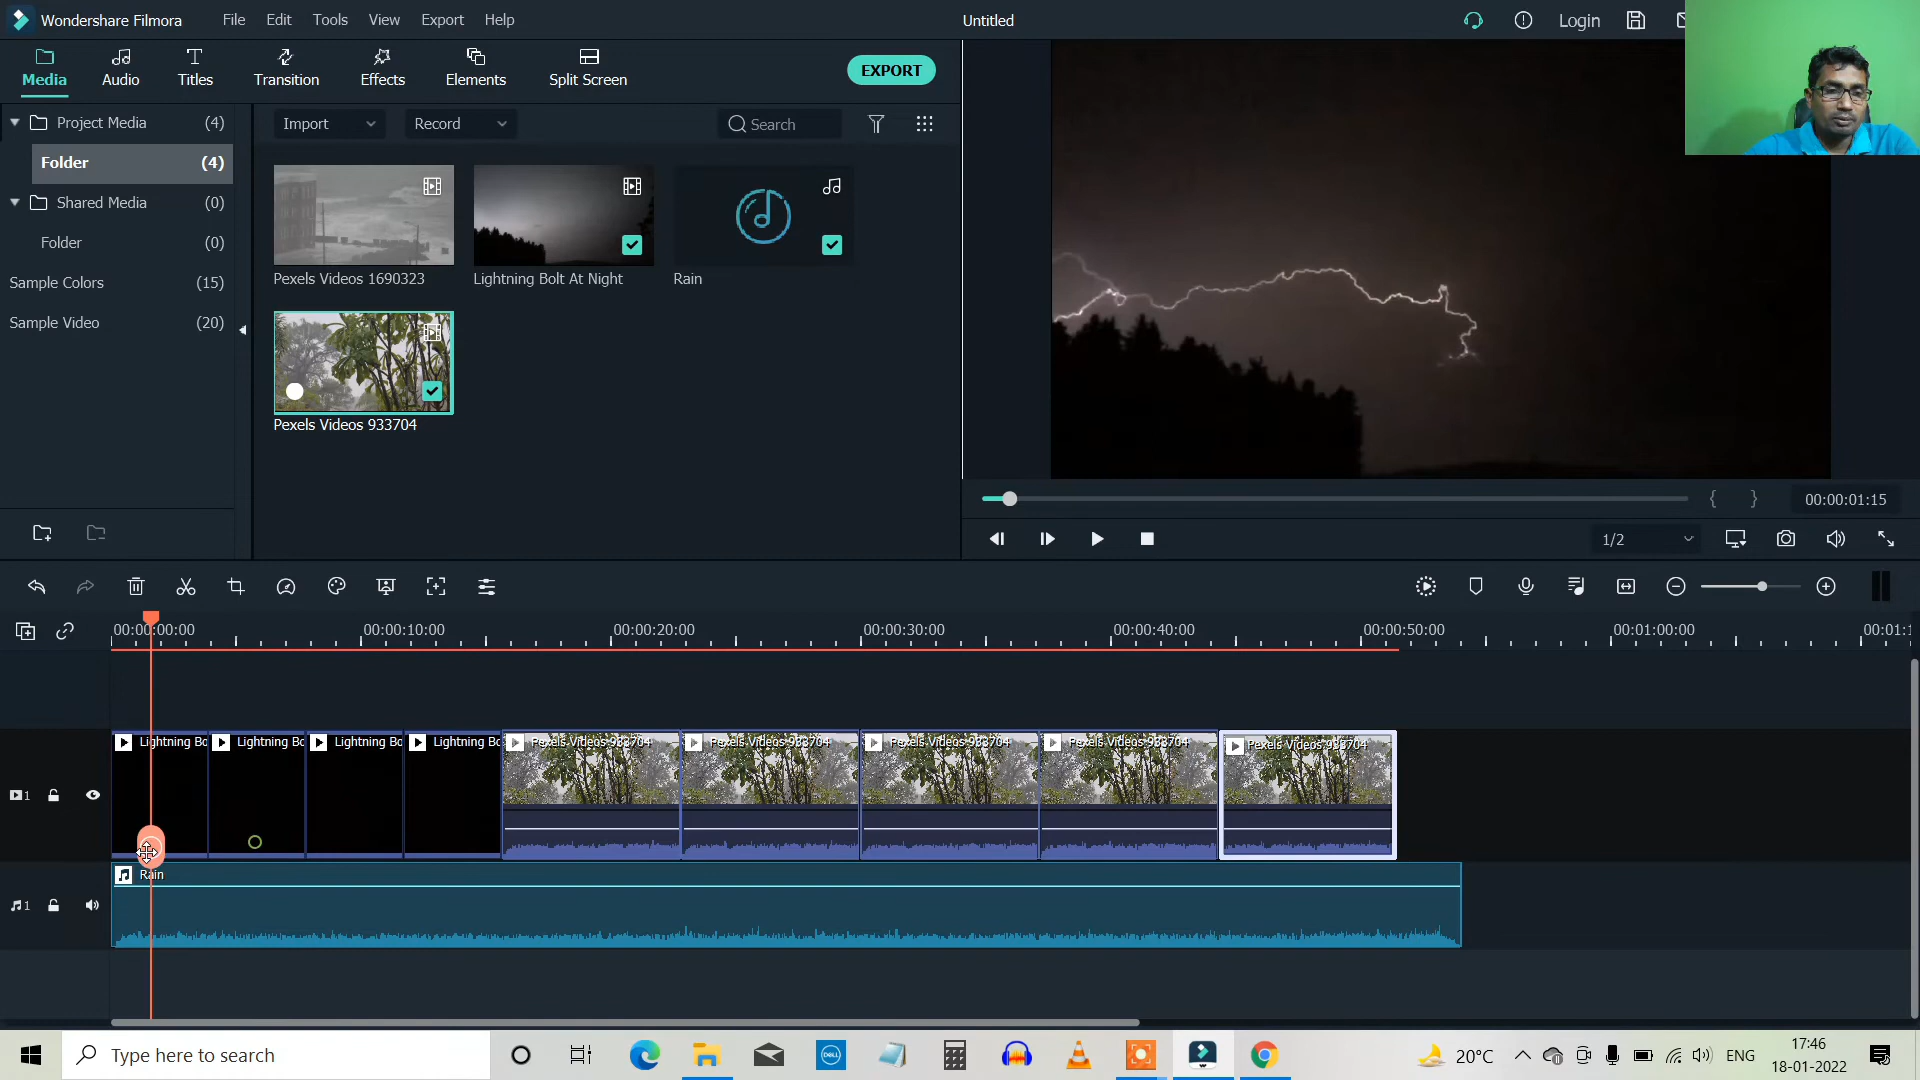 Wondershare Filmora File Edit Tools View Export Help Untitled Login
Media Audio Titles Transition Effects Elements Split Screen EXPORT
Project Media (4) Import Record Search
Folder (4)
Shared Media (0)
Folder (0)
Sample Colors (15)
Sample Video (20)
Pexels Videos 1690323 Lightning Bolt At Night Rain
Pexels Videos 933704
00:00:01:15
1/2
00:00:00:00 00:00:10:00 00:00:20:00 00:00:30:00 00:00:40:00 00:00:50:00 00:01:00:00 00:01:1
Lightning Bo Lightning Bo Lightning Bo Lightning Bo Pexels Videos 933704 Pexels Videos 933704 Pexels Videos 933704 Pexels Videos 933704 Pexels Videos 933704
1
Rain
1
Type here to search DELL 20°C ENG 17:46
18-01-2022